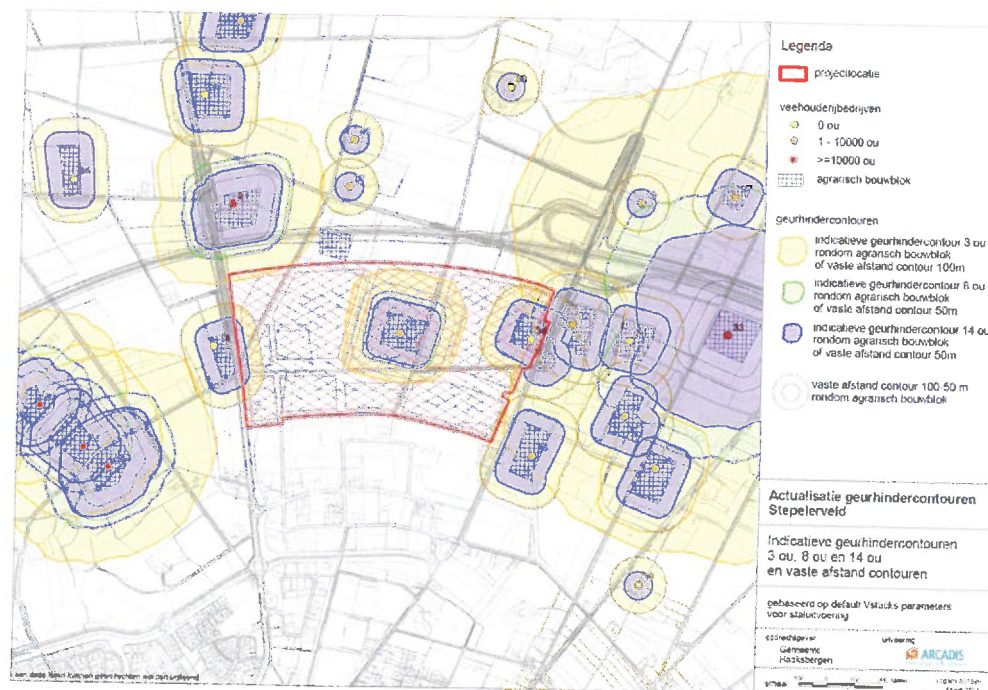 Legenda
projectlocatie
veehouderijbedrijven
0 ou
1 - 10000 ou
>=10000 ou
agrarisch bouwblok
geurhindercontouren
indicatieve geurhindercontour 3 ou
rondom agrarisch bouwblok
of vaste afstand contour 100m
indicatieve geurhindercontour 8 ou
rondom agrarisch bouwblok
of vaste afstand contour 50m
indicatieve geurhindercontour 14 ou
rondom agrarisch bouwblok
of vaste afstand contour 50m
vaste afstand contour 100-50 m
rondom agrarisch bouwblok
Actualisatie geurhindercontouren
Stepelerveld
Indicatieve geurhindercontouren
3 ou, 8 ou en 14 ou
en vaste afstand contouren
gebaseerd op default Vstacks parameters
voor staluitvoering
opdrachtgever
uitvoering
Gemeente
Haaksbergen
ARCADIS
schaal
33